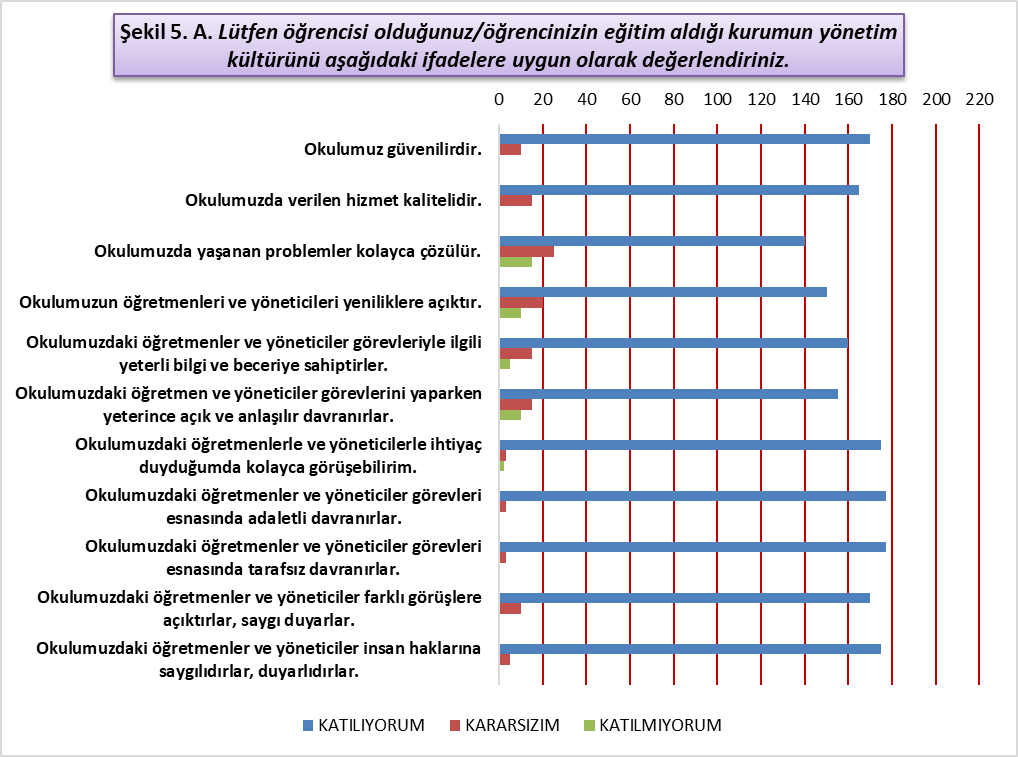 Şekil 5. A. Lütfen öğrencisi olduğunuz/öğrencinizin eğitim aldığı kurumun yönetim
kültürünü aşağıdaki ifadelere uygun olarak değerlendiriniz.
0 20 40 60 80 100 120 140 160 180 200 220
Okulumuz güvenilirdir.
Okulumuzda verilen hizmet kalitelidir.
Okulumuzda yaşanan problemler kolayca çözülür.
Okulumuzun öğretmenleri ve yöneticileri yeniliklere açıktır.
Okulumuzdaki öğretmenler ve yöneticiler görevleriyle ilgili
yeterli bilgi ve beceriye sahiptirler.
Okulumuzdaki öğretmen ve yöneticiler görevlerini yaparken
yeterince açık ve anlaşılır davranırlar.
Okulumuzdaki öğretmenlerle ve yöneticilerle ihtiyaç
duyduğumda kolayca görüşebilirim.
Okulumuzdaki öğretmenler ve yöneticiler görevleri
esnasında adaletli davranırlar.
Okulumuzdaki öğretmenler ve yöneticiler görevleri
esnasında tarafsız davranırlar.
Okulumuzdaki öğretmenler ve yöneticiler farklı görüşlere
açıktırlar, saygı duyarlar.
Okulumuzdaki öğretmenler ve yöneticiler insan haklarına
saygılıdırlar, duyarlıdırlar.
KATILIYORUM KARARSIZIM KATILMIYORUM